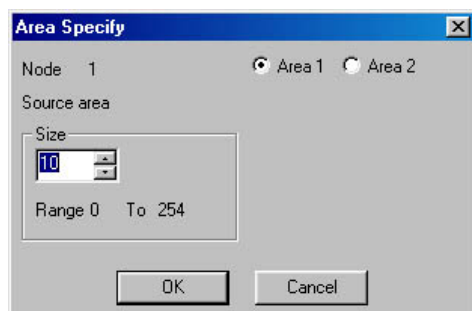 Area Specify
Node 1
Area 1 Area 2
Source area
Size
10
Range 0 To 254
OK Cancel